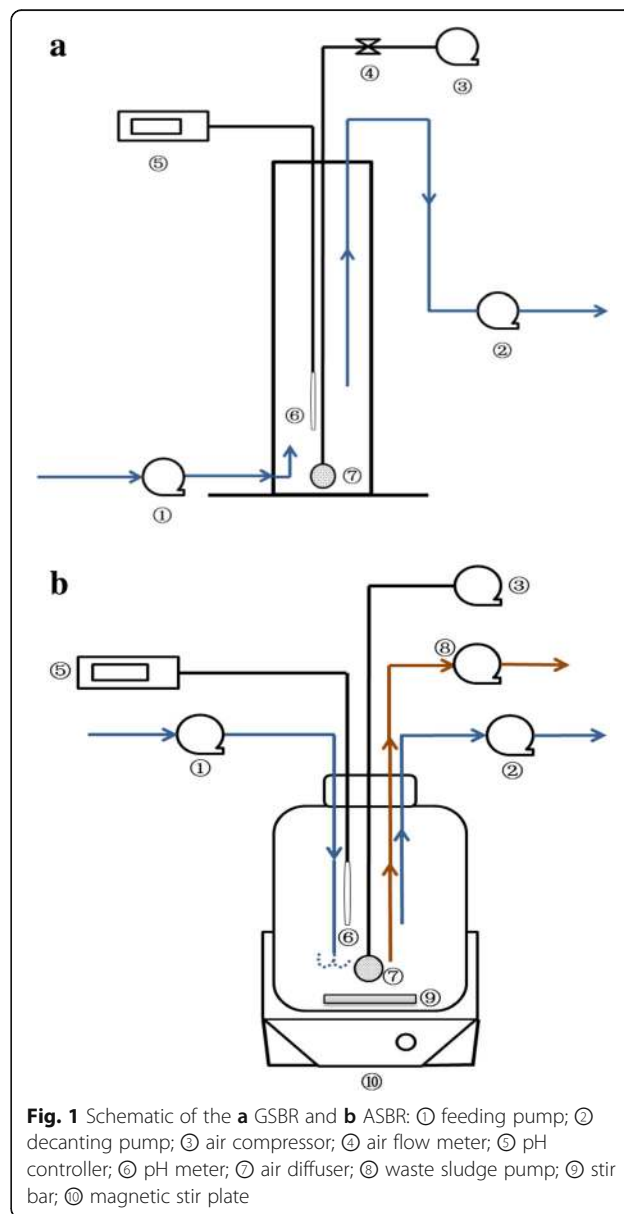 a
④
③
⑤
②
⑥
⑦
①
b
③
⑧
⑤
①
②
⑥
⑦
⑨
⑩
Fig. 1 Schematic of the a GSBR and b ASBR: ① feeding pump; ②
decanting pump; ③ air compressor; ④ air flow meter; ⑤ pH
controller; ⑥ pH meter; ⑦ air diffuser; ⑧ waste sludge pump; ⑨ stir
bar; ⑩ magnetic stir plate